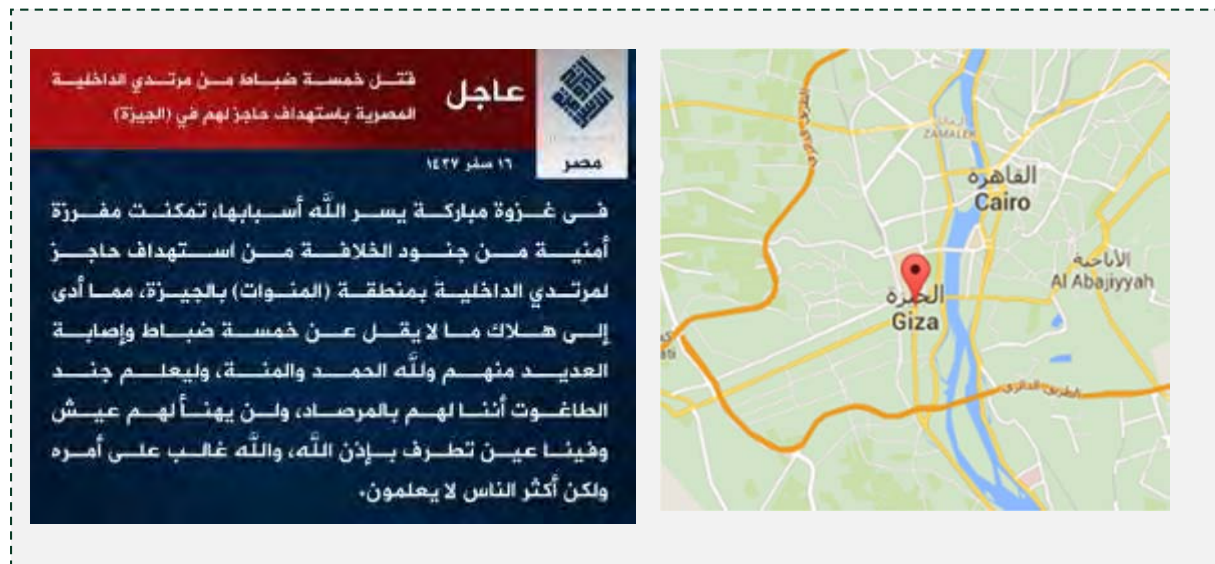 عاجل
قتل خمسة ضباط من مرتدي الداخلية
المصرية باستهداف حاجز لهم في (الجيزة)
مصر
١٦ صفر ١٤٣٧
في غزوة مباركة يسر الله أسبابها، تمكنت مفرزة
أمنية من جنود الخلافة من استهداف حاجز
لمرتدي الداخلية بمنطقة (المنوات) بالجيزة، مما أدى
إلى هلاك ما لا يقل عن خمسة ضباط وإصابة
العديد منهم ولله الحمد والمنة، وليعلم جند
الطاغوت أننا لهم بالمرصاد، ولن يهنأ لهم عيش
وفينا عين تطرف بإذن الله، والله غالب على أمره
ولكن أكثر الناس لا يعلمون.
ZAMALEK
القاهرة
Cairo
الأباجية
Al Abajiyyah
الجيزة
Giza
الطريق الدائري